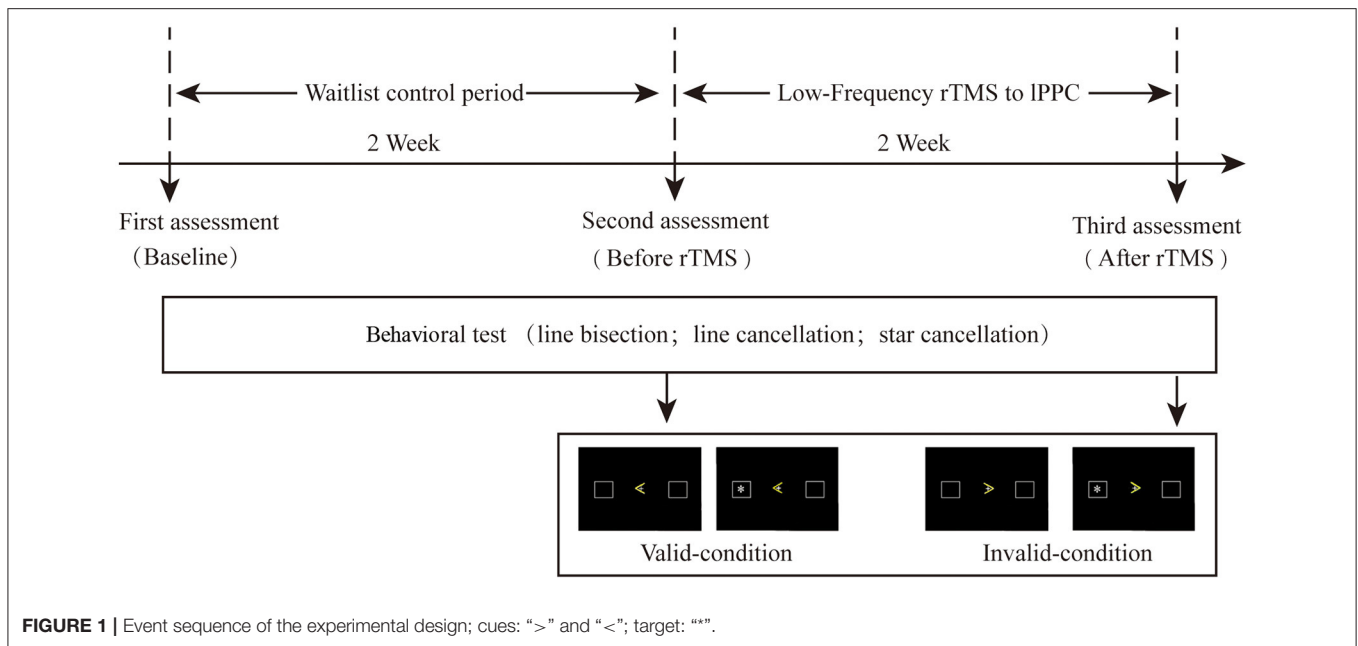 Waitlist control period
Low-Frequency rTMS to lPPC
2 Week
2 Week
First assessment
（Baseline）
Second assessment
（Before rTMS）
Third assessment
（After rTMS）
Behavioral test （line bisection；line cancellation；star cancellation）
<
* <
>
* >
Valid-condition
Invalid-condition
FIGURE 1 | Event sequence of the experimental design; cues: “>” and “<”; target: “*”.